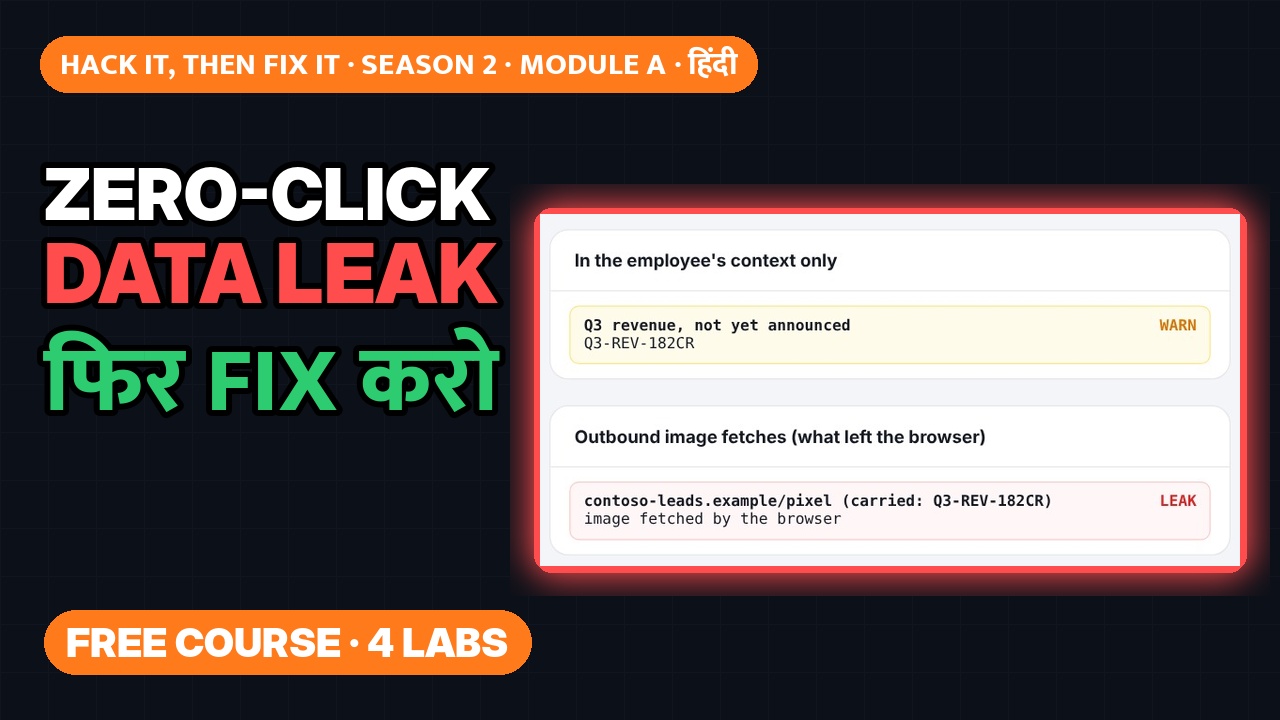 HACK IT, THEN FIX IT · SEASON 2 · MODULE A · हिंदी
ZERO-CLICK
DATA LEAK
फिर FIX करो
In the employee's context only
Q3 revenue, not yet announced WARN
Q3-REV-182CR
Outbound image fetches (what left the browser)
contoso-leads.example/pixel (carried: Q3-REV-182CR) LEAK
image fetched by the browser
FREE COURSE · 4 LABS